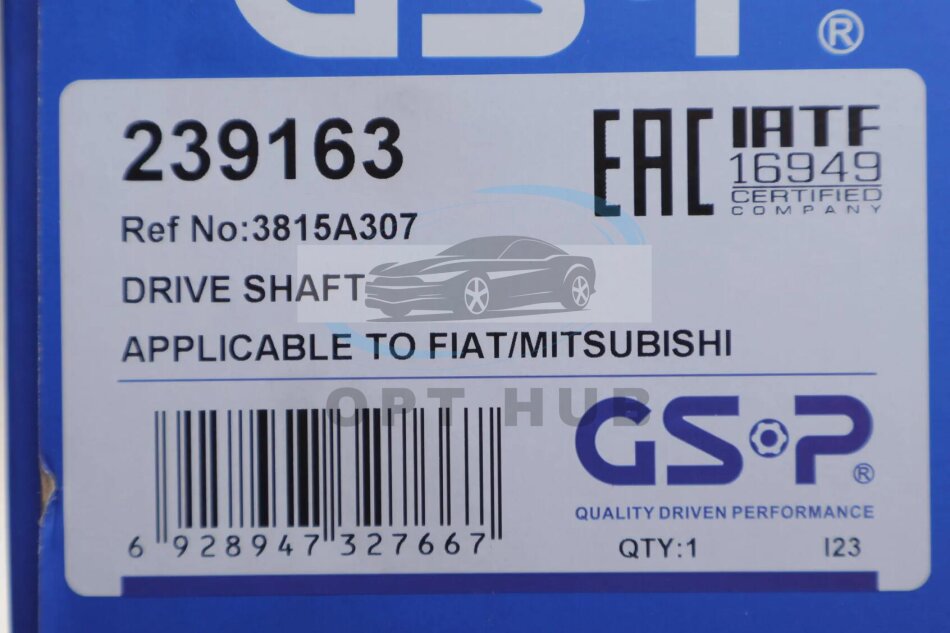 GSP ®
239163
EAC
IATF
16949
CERTIFIED
COMPANY
Ref No:3815A307
DRIVE SHAFT
APPLICABLE TO FIAT/MITSUBISHI
OPT HUB
GSP®
QUALITY DRIVEN PERFORMANCE
6 928947 327667
QTY:1
I23